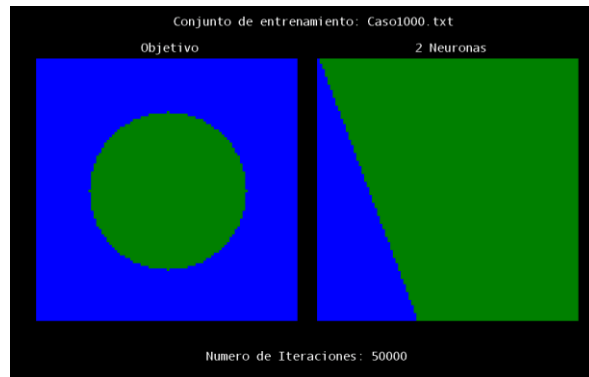 Conjunto de entrenamiento: Caso1000.txt
Objetivo
2 Neuronas
Numero de Iteraciones: 50000